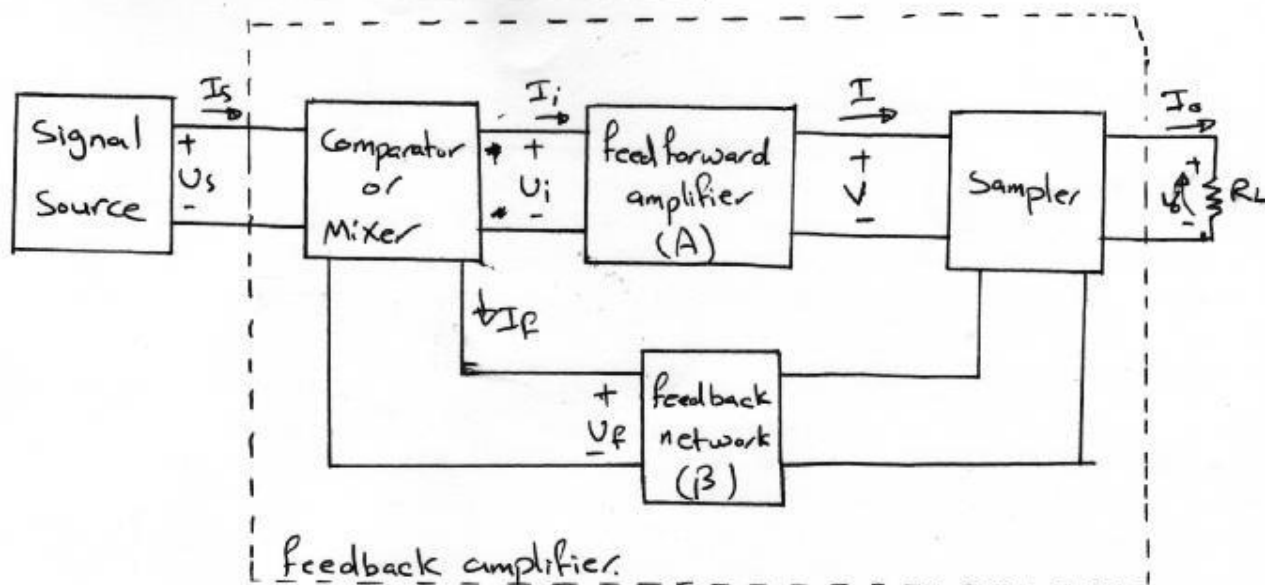 Signal
Source
Is
+
Us
-
Comparator
or
Mixer
Ii
+
Ui
-
feed forward
amplifier
(A)
I
+
V
-
Sampler
Io
+
-
RL
If
+
Uf
-
feedback
network
(β)
feedback amplifier.